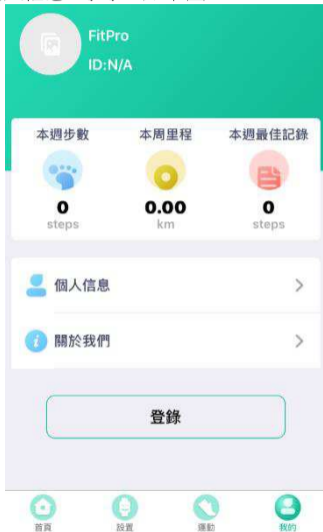 FitPro
ID:N/A
本週步數 本周里程 本週最佳記錄
0 0.00 0
steps km steps
個人信息
關於我們
登錄
首頁 設置 運動 我的